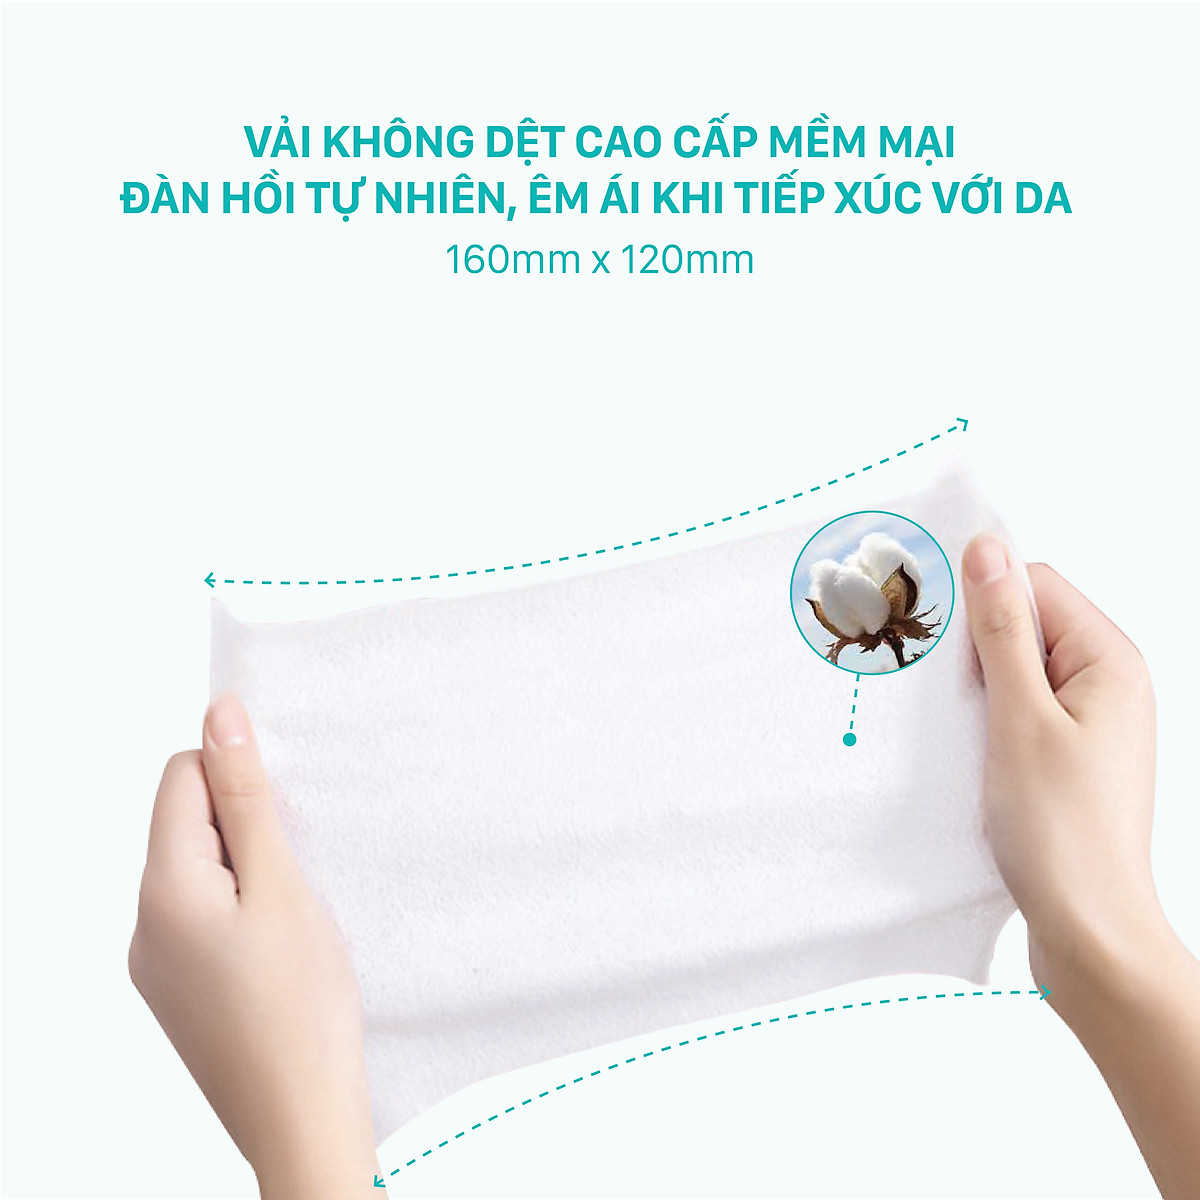 VẢI KHÔNG DỆT CAO CẤP MỀM MẠI
ĐÀN HỒI TỰ NHIÊN, ÊM ÁI KHI TIẾP XÚC VỚI DA
160mm x 120mm